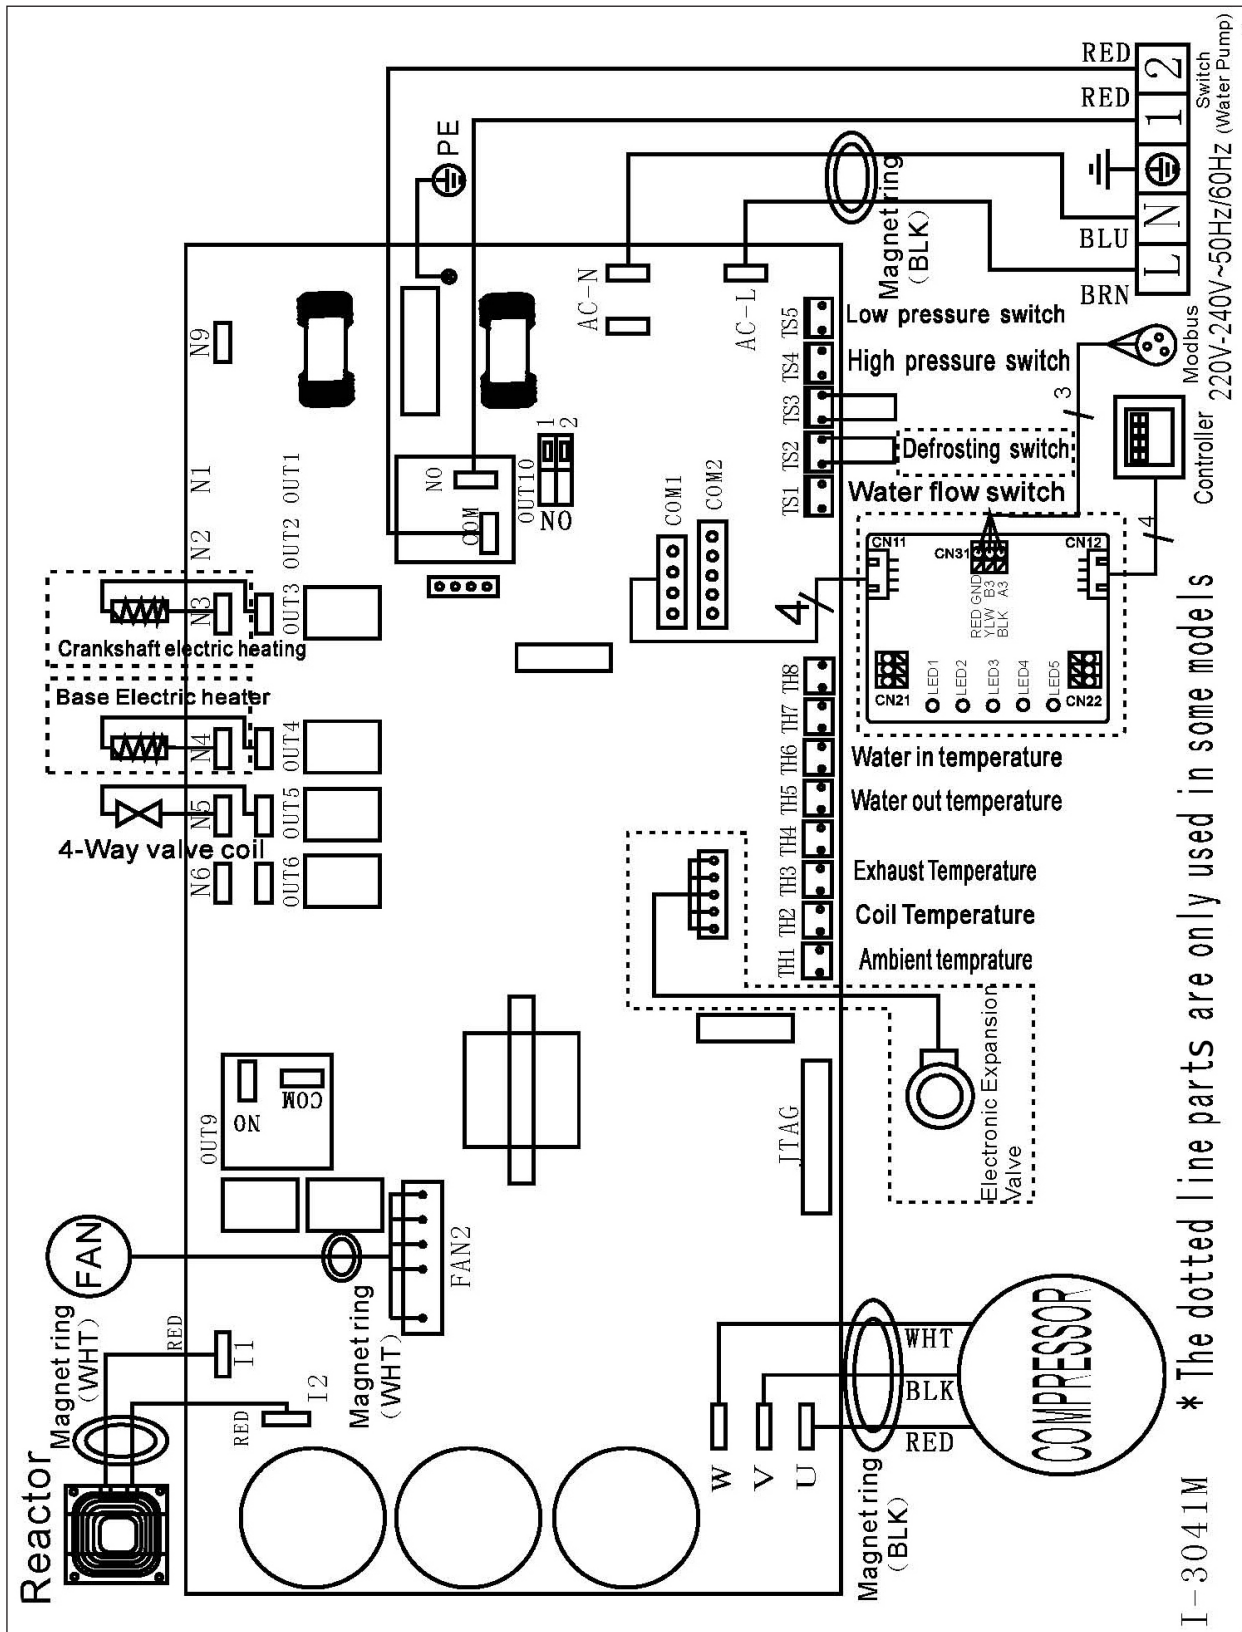 RED
2
RED
1
Switch
(Water Pump)
PE
BLU
N
BRN
L
220V-240V~50Hz/60Hz
Magnet ring
(BLK)
Modbus
3
Controller
4
AC-N
AC-L
N9
N1
N2
N3
N4
N5
N6
OUT1
OUT2
OUT3
OUT4
OUT5
OUT6
Crankshaft electric heating
Base Electric heater
4-Way valve coil
NO
COM
OUT10
1
2
ON
COM1
COM2
4
TS5
TS4
TS3
TS2
TS1
Low pressure switch
High pressure switch
Defrosting switch
Water flow switch
CN11
CN31
CN12
RED GND
YLW B3
BLK A3
CN21
LED1
LED2
LED3
LED4
LED5
CN22
TH8
TH7
TH6
TH5
TH4
TH3
TH2
TH1
Water in temperature
Water out temperature
Exhaust Temperature
Coil Temperature
Ambient temprature
Electronic Expansion
Valve
JTAG
OUT9
NO
COM
FAN
FAN2
Magnet ring
(WHT)
Magnet ring
(WHT)
RED
I1
RED
I2
Reactor
W
V
U
WHT
BLK
RED
Magnet ring
(BLK)
COMPRESSOR
I-3041M
* The dotted line parts are only used in some models